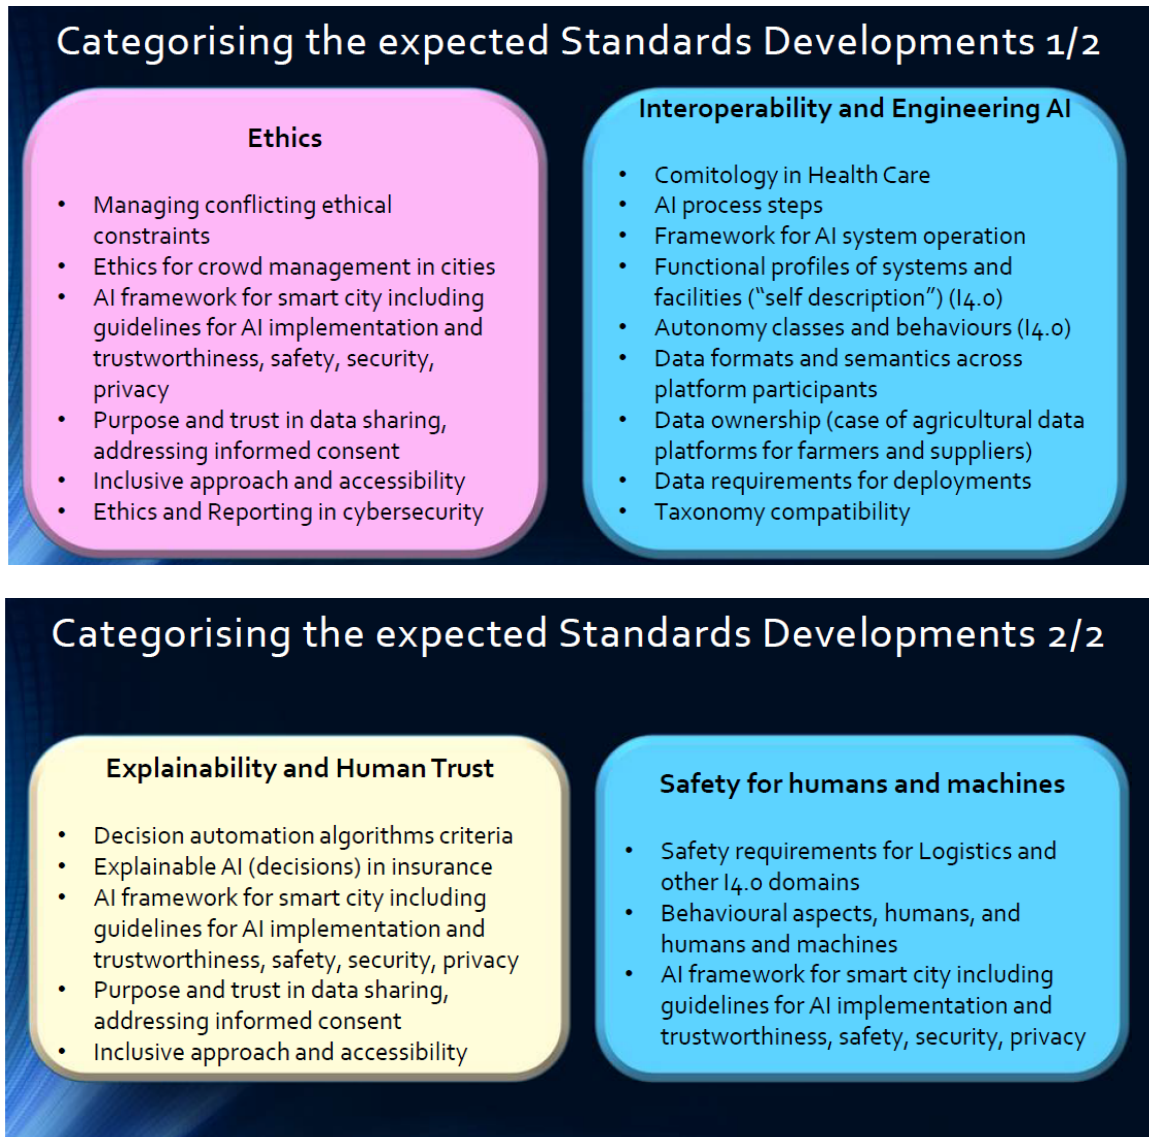 Categorising the expected Standards Developments 1/2
Ethics
• Managing conflicting ethical
constraints
• Ethics for crowd management in cities
• AI framework for smart city including
guidelines for AI implementation and
trustworthiness, safety, security,
privacy
• Purpose and trust in data sharing,
addressing informed consent
• Inclusive approach and accessibility
• Ethics and Reporting in cybersecurity
Interoperability and Engineering AI
• Comitology in Health Care
• AI process steps
• Framework for AI system operation
• Functional profiles of systems and
facilities (“self description”) (I4.0)
• Autonomy classes and behaviours (I4.0)
• Data formats and semantics across
platform participants
• Data ownership (case of agricultural data
platforms for farmers and suppliers)
• Data requirements for deployments
• Taxonomy compatibility
Categorising the expected Standards Developments 2/2
Explainability and Human Trust
• Decision automation algorithms criteria
• Explainable AI (decisions) in insurance
• AI framework for smart city including
guidelines for AI implementation and
trustworthiness, safety, security, privacy
• Purpose and trust in data sharing,
addressing informed consent
• Inclusive approach and accessibility
Safety for humans and machines
• Safety requirements for Logistics and
other I4.0 domains
• Behavioural aspects, humans, and
humans and machines
• AI framework for smart city including
guidelines for AI implementation and
trustworthiness, safety, security, privacy